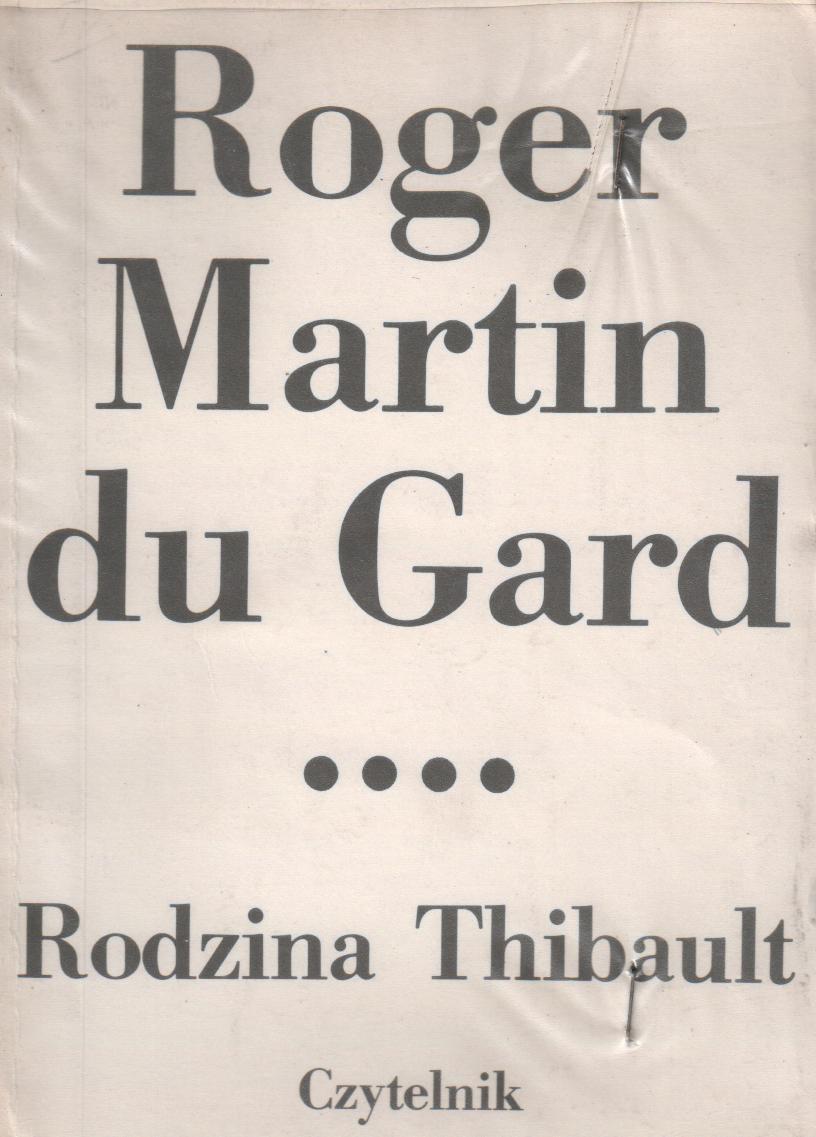 Roger
Martin
du Gard
••••
Rodzina Thibault
Czytelnik